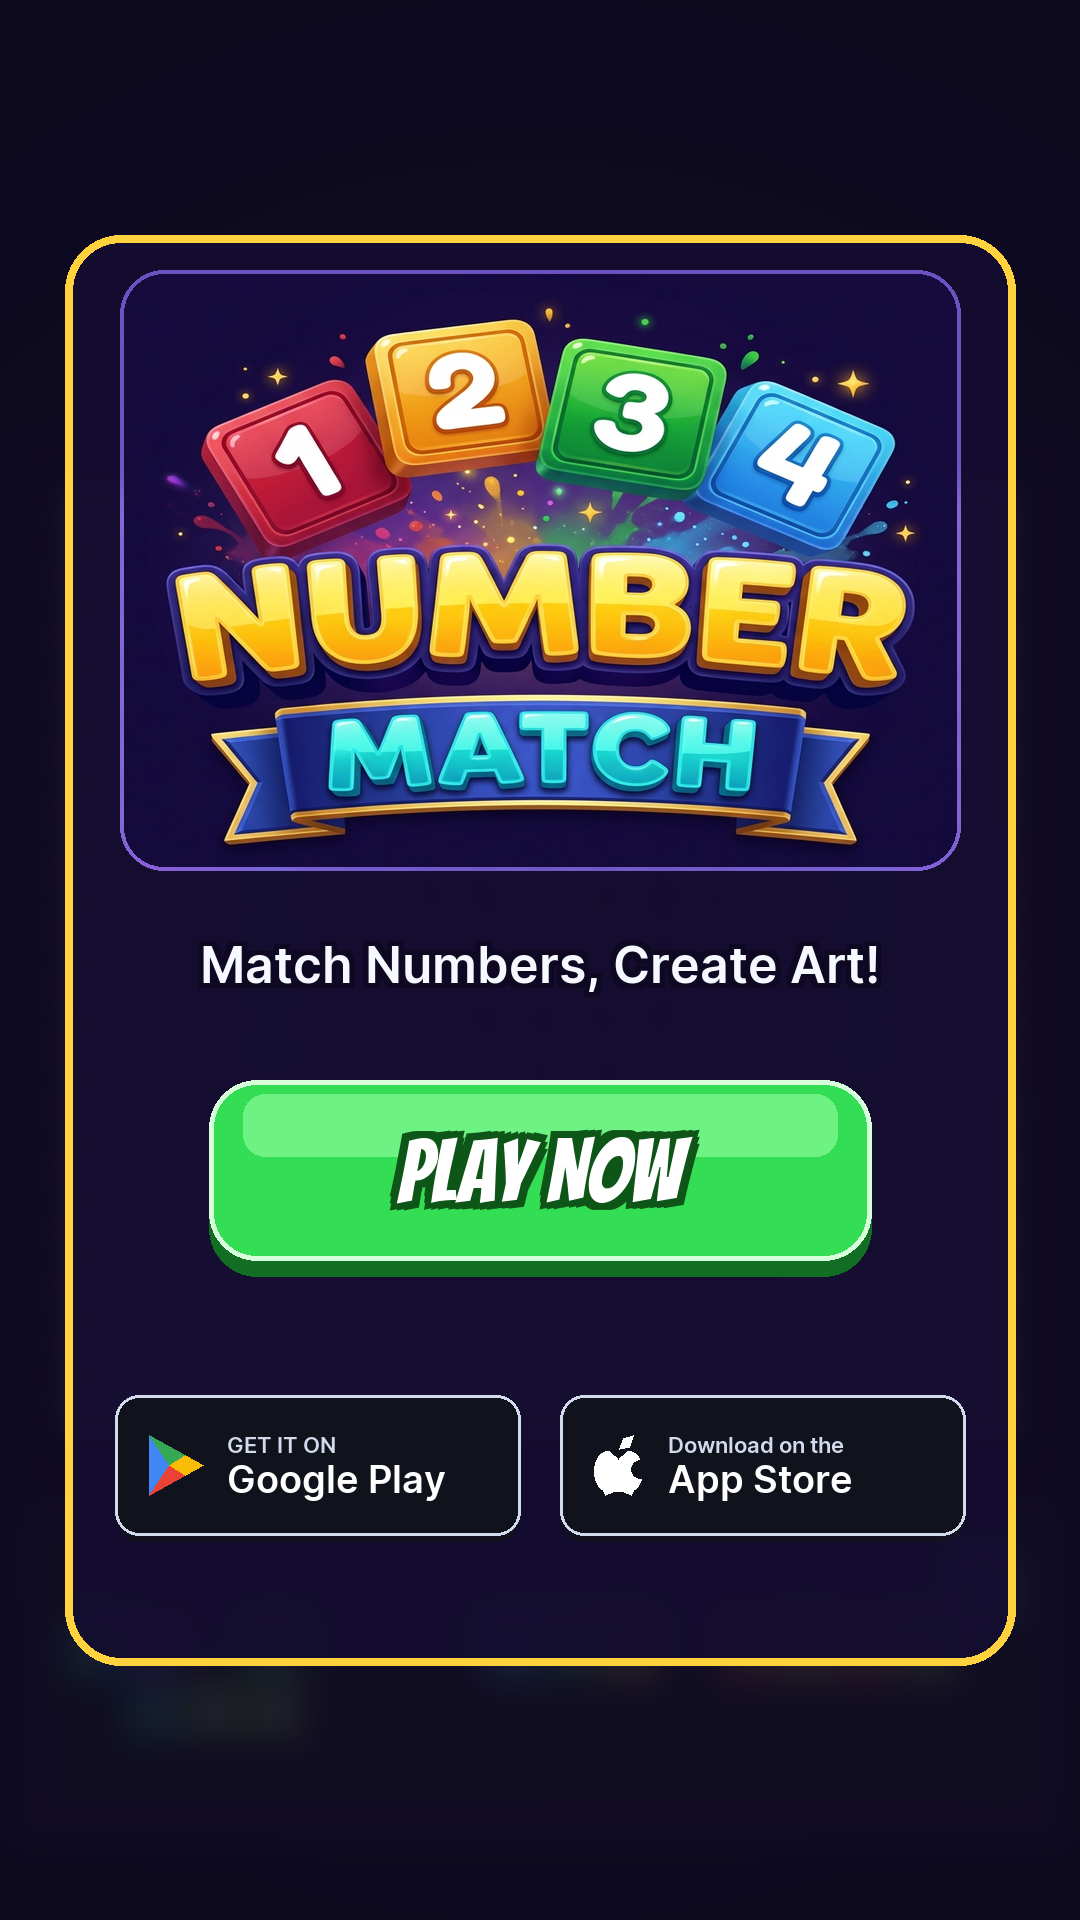 1 2 3 4
NUMBER
MATCH
Match Numbers, Create Art!
PLAY NOW
GET IT ON
Google Play
Download on the
App Store